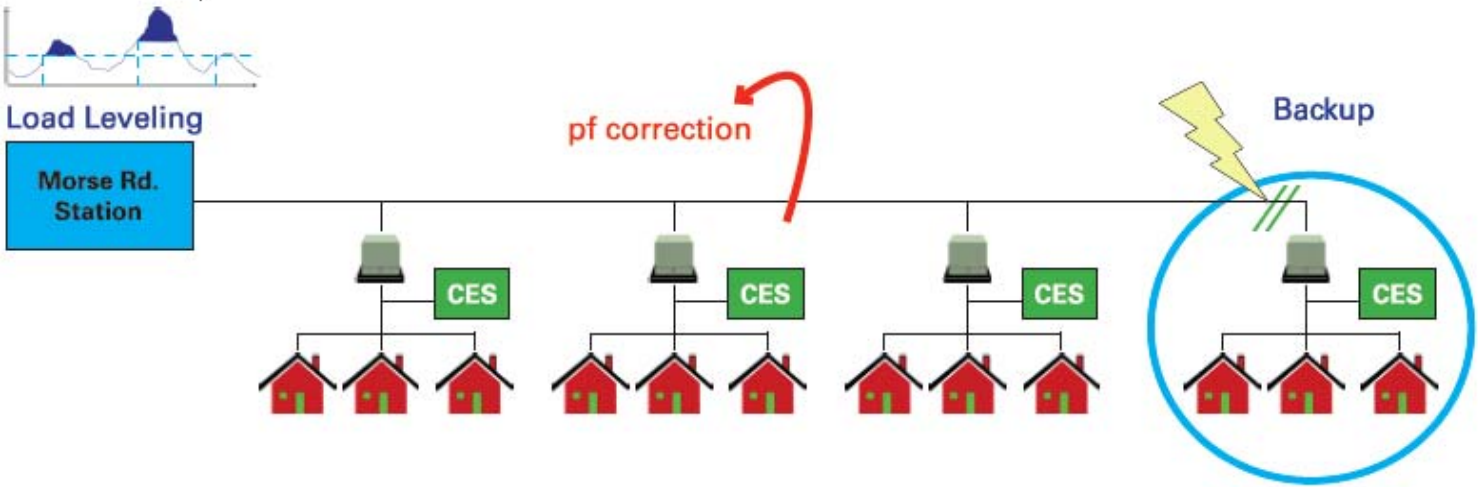 Load Leveling
Morse Rd.
Station
pf correction
Backup
CES
CES
CES
CES